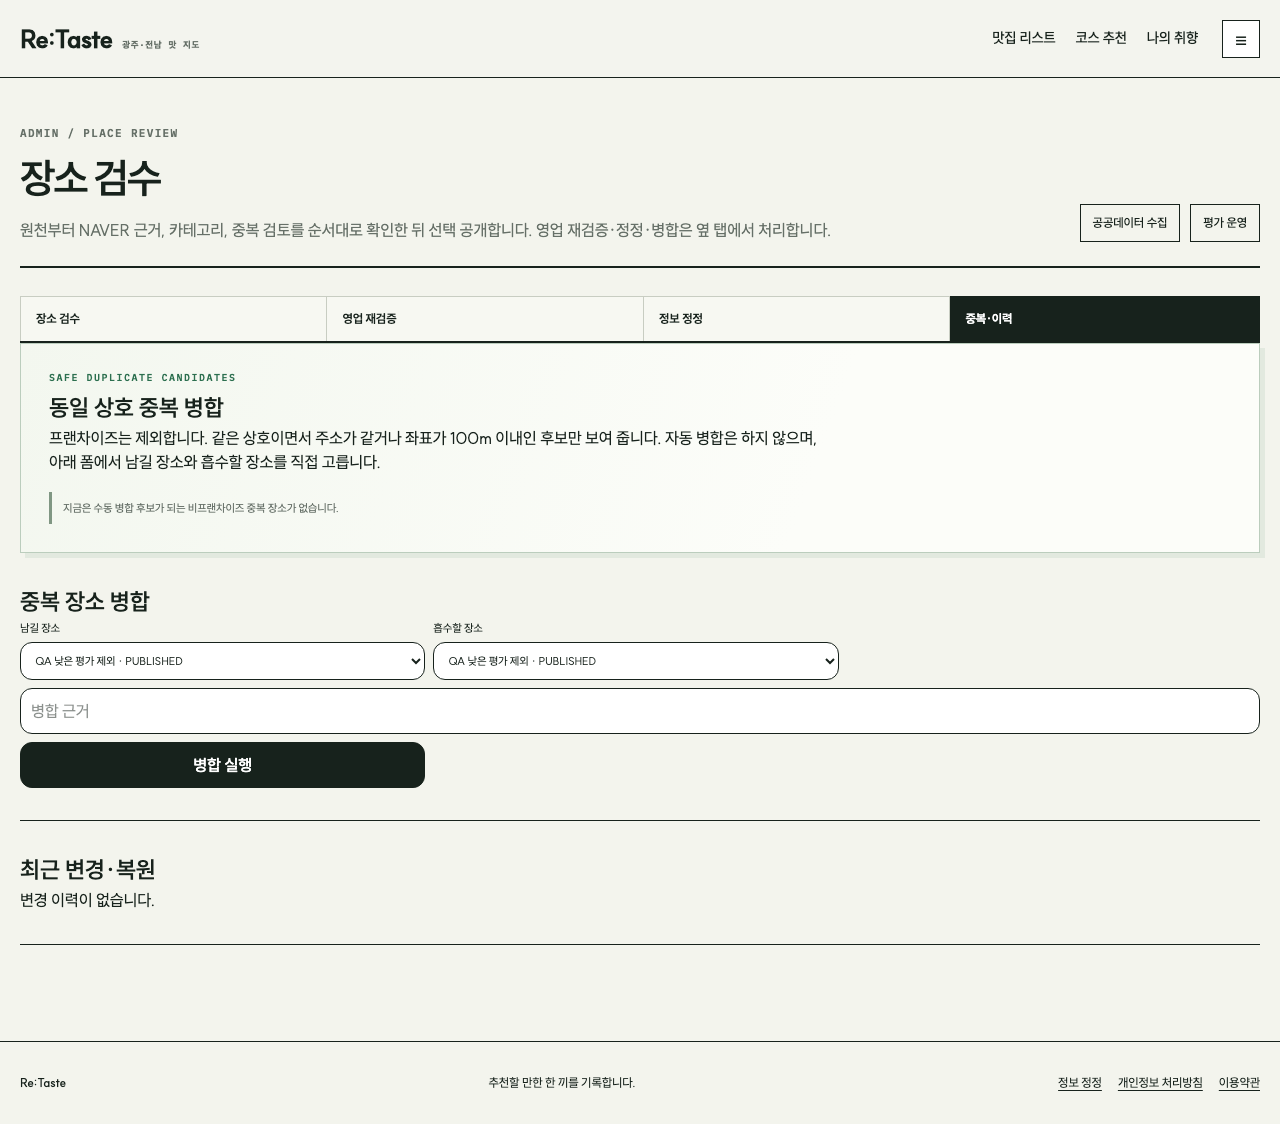 Re:Taste 광주·전남 맛 지도
맛집 리스트 코스 추천 나의 취향
ADMIN / PLACE REVIEW
장소 검수
원천부터 NAVER 근거, 카테고리, 중복 검토를 순서대로 확인한 뒤 선택 공개합니다. 영업 재검증·정정·병합은 옆 탭에서 처리합니다.
공공데이터 수집 평가 운영
장소 검수 영업 재검증 정보 정정 중복·이력
SAFE DUPLICATE CANDIDATES
동일 상호 중복 병합
프랜차이즈는 제외합니다. 같은 상호이면서 주소가 같거나 좌표가 100m 이내인 후보만 보여 줍니다. 자동 병합은 하지 않으며,
아래 폼에서 남길 장소와 흡수할 장소를 직접 고릅니다.
지금은 수동 병합 후보가 되는 비프랜차이즈 중복 장소가 없습니다.
중복 장소 병합
남길 장소 흡수할 장소
QA 낮은 평가 제외 · PUBLISHED QA 낮은 평가 제외 · PUBLISHED
병합 근거
병합 실행
최근 변경·복원
변경 이력이 없습니다.
Re:Taste 추천할 만한 한 끼를 기록합니다. 정보 정정 개인정보 처리방침 이용약관